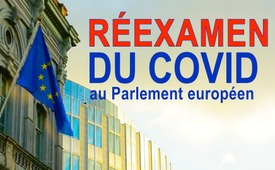 RÉEXAMEN
DU COVID
au Parlement européen